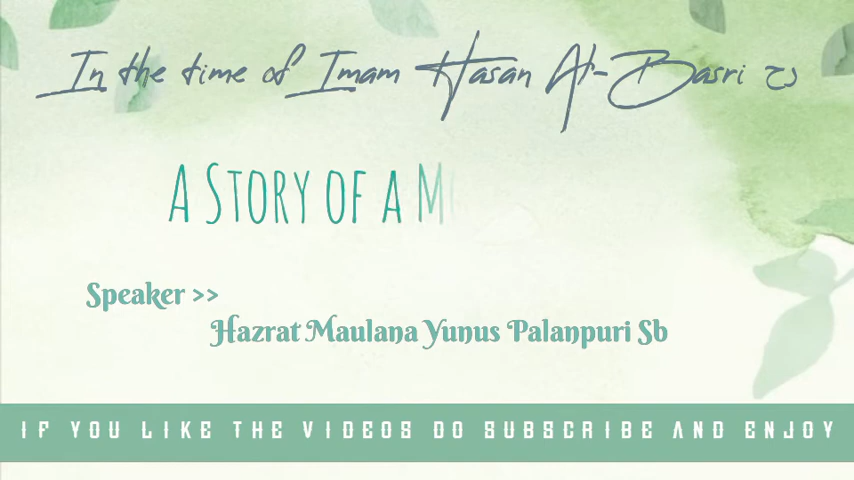 In the time of Imam Hasan Al-Basri
A STORY OF A
Speaker >>
Hazrat Maulana Yunus Palanpuri Sb
IF YOU LIKE THE VIDEOS DO SUBSCRIBE AND ENJOY